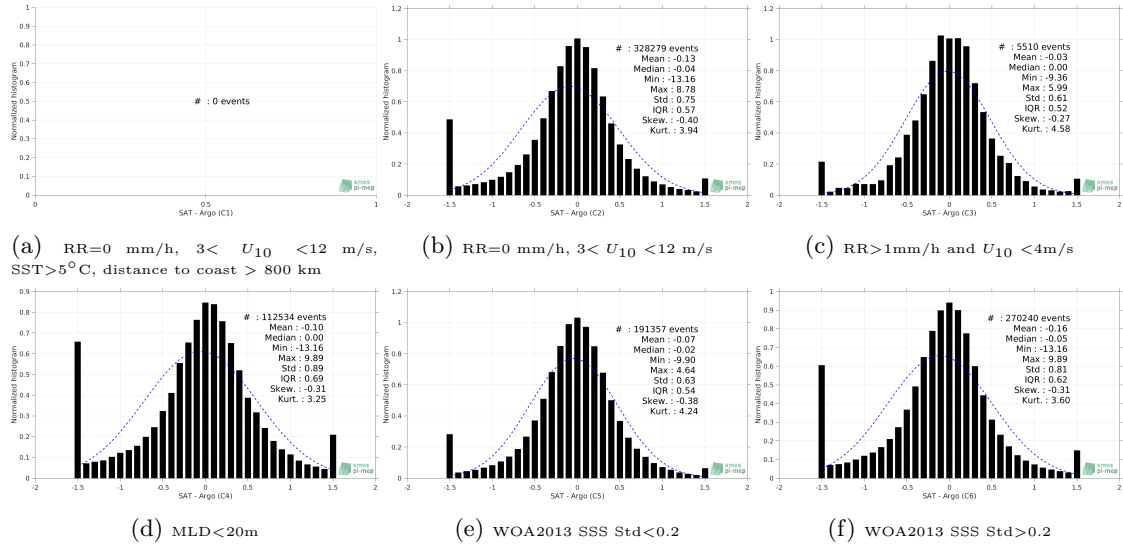 Normalized histogram
1
0.9
0.8
0.7
0.6
0.5
0.4
0.3
0.2
0.1
0
# : 0 events
smos
pi-mep
0 0.5 1
SAT - Argo (C1)
(a) RR=0 mm/h, 3< U10 <12 m/s,
SST>5°C, distance to coast > 800 km
Normalized histogram
1.2
1
0.8
0.6
0.4
0.2
0
# : 328279 events
Mean : -0.13
Median : -0.04
Min : -13.16
Max : 8.78
Std : 0.75
IQR : 0.57
Skew. : -0.40
Kurt. : 3.94
smos
pi-mep
-2 -1.5 -1 -0.5 0 0.5 1 1.5 2
SAT - Argo (C2)
(b) RR=0 mm/h, 3< U10 <12 m/s
Normalized histogram
1.2
1
0.8
0.6
0.4
0.2
0
# : 5510 events
Mean : -0.03
Median : 0.00
Min : -9.36
Max : 5.99
Std : 0.61
IQR : 0.52
Skew. : -0.27
Kurt. : 4.58
smos
pi-mep
-2 -1.5 -1 -0.5 0 0.5 1 1.5 2
SAT - Argo (C3)
(c) RR>1mm/h and U10 <4m/s
Normalized histogram
0.9
0.8
0.7
0.6
0.5
0.4
0.3
0.2
0.1
0
# : 112534 events
Mean : -0.10
Median : 0.00
Min : -13.16
Max : 9.89
Std : 0.89
IQR : 0.69
Skew. : -0.31
Kurt. : 3.25
smos
pi-mep
-2 -1.5 -1 -0.5 0 0.5 1 1.5 2
SAT - Argo (C4)
(d) MLD<20m
Normalized histogram
1.2
1
0.8
0.6
0.4
0.2
0
# : 191357 events
Mean : -0.07
Median : -0.02
Min : -9.90
Max : 4.64
Std : 0.63
IQR : 0.54
Skew. : -0.38
Kurt. : 4.24
smos
pi-mep
-2 -1.5 -1 -0.5 0 0.5 1 1.5 2
SAT - Argo (C5)
(e) WOA2013 SSS Std<0.2
Normalized histogram
1
0.9
0.8
0.7
0.6
0.5
0.4
0.3
0.2
0.1
0
# : 270240 events
Mean : -0.16
Median : -0.05
Min : -13.16
Max : 9.89
Std : 0.81
IQR : 0.62
Skew. : -0.31
Kurt. : 3.60
smos
pi-mep
-2 -1.5 -1 -0.5 0 0.5 1 1.5 2
SAT - Argo (C6)
(f) WOA2013 SSS Std>0.2